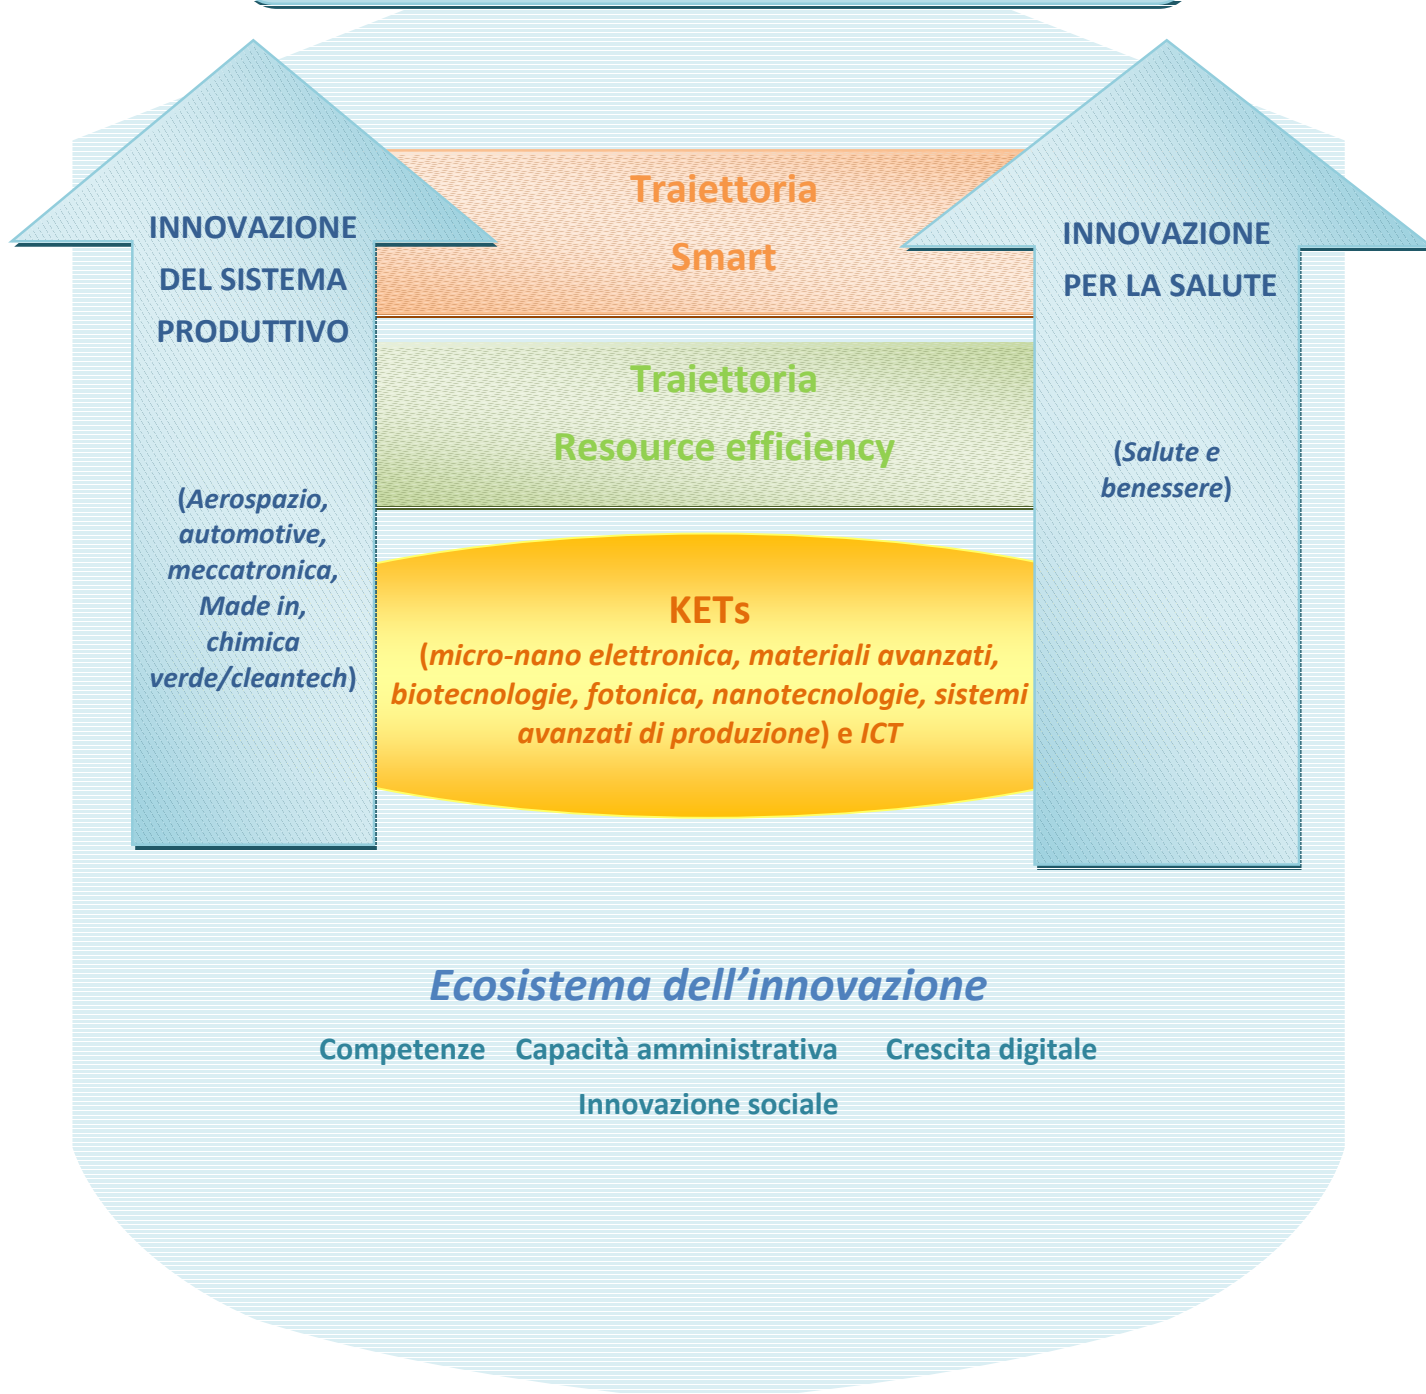 INNOVAZIONE
DEL SISTEMA
PRODUTTIVO
(Aerospazio,
automotive,
meccatronica,
Made in,
chimica
verde/cleantech)
Traiettoria
Smart
Traiettoria
Resource efficiency
KETs
(micro-nano elettronica, materiali avanzati,
biotecnologie, fotonica, nanotecnologie, sistemi
avanzati di produzione) e ICT
INNOVAZIONE
PER LA SALUTE
(Salute e
benessere)
Ecosistema dell’innovazione
Competenze Capacità amministrativa Crescita digitale
Innovazione sociale